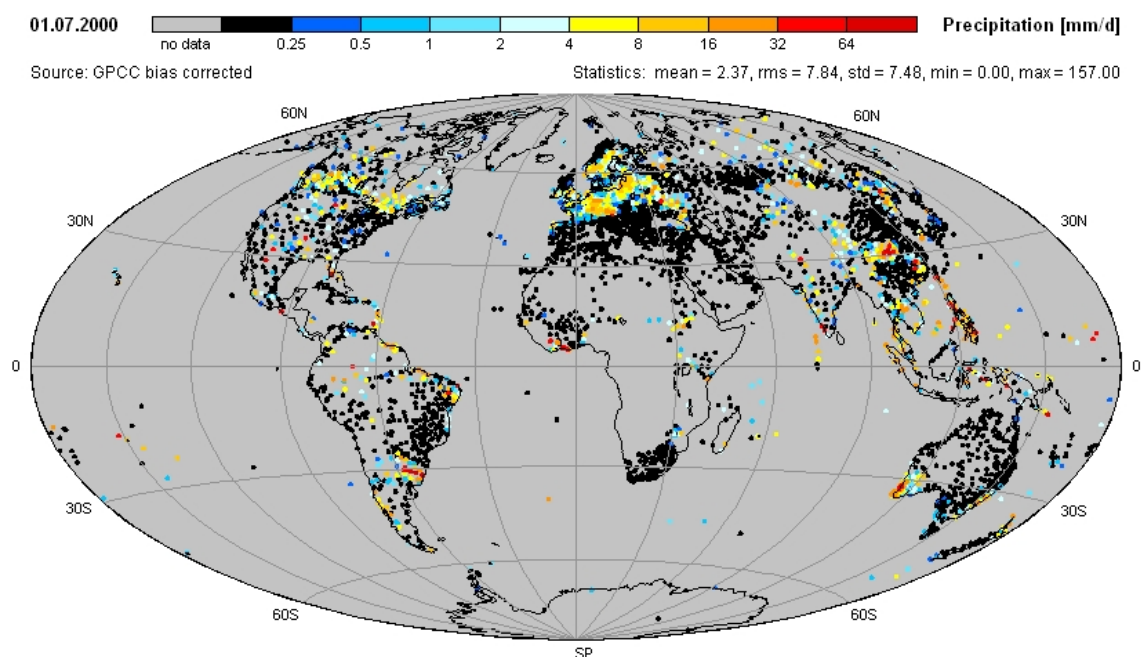 01.07.2000
Precipitation [mm/d]
no data 0.25 0.5 1 2 4 8 16 32 64
Source: GPCC bias corrected
Statistics: mean = 2.37, rms = 7.84, std = 7.48, min = 0.00, max = 157.00
60N 60N
30N 30N
0 0
30S 30S
60S 60S
SP